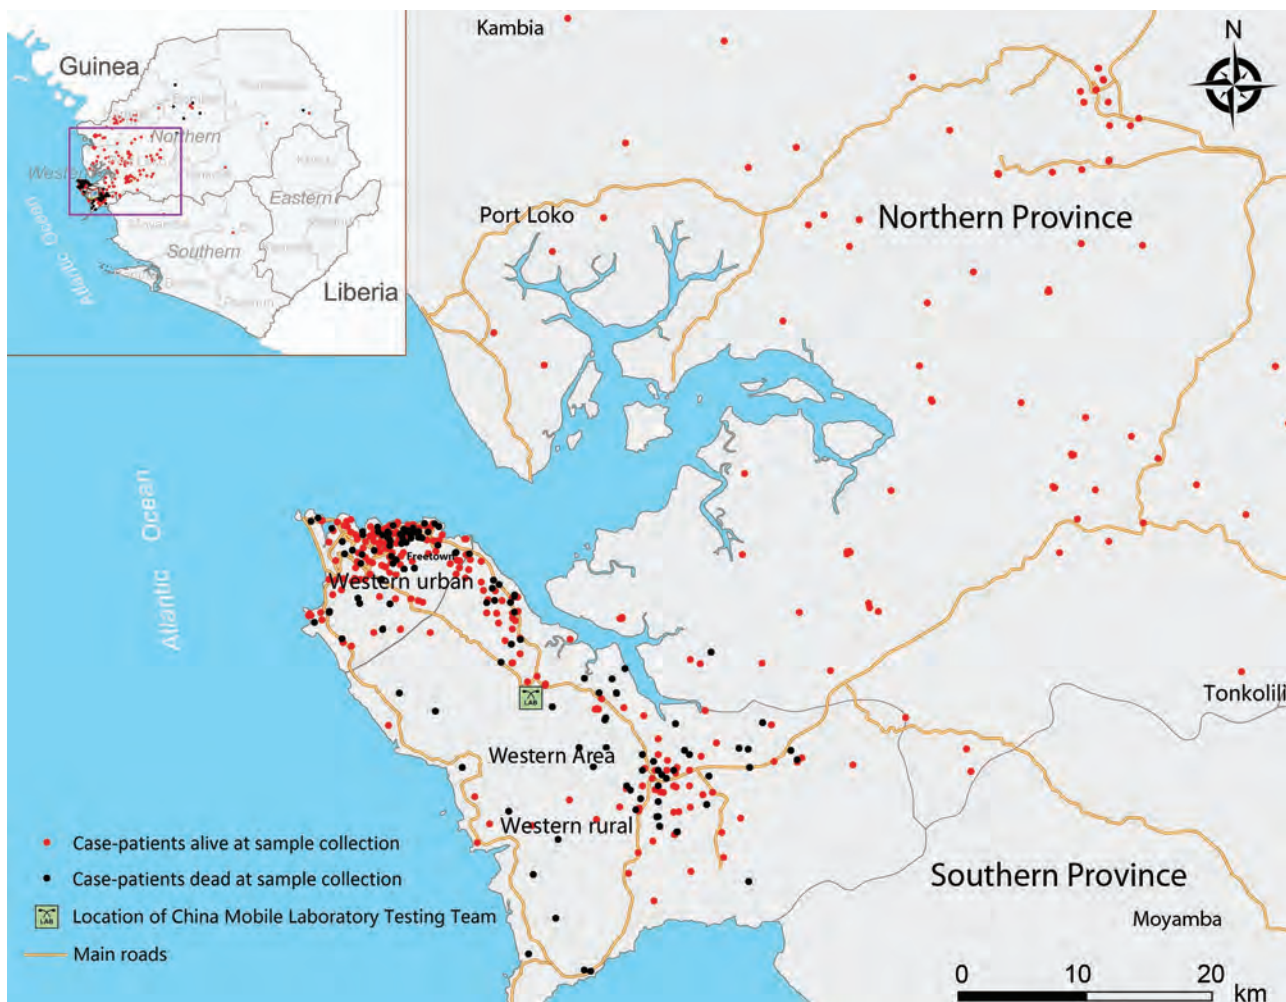 Kambia
N
Guinea
Northern
Western
Eastern
Southern
Atlantic Ocean
Liberia
Port Loko
Northern Province
Atlantic Ocean
Freetown
Western urban
LAB
Tonkolili
Western Area
Western rural
Southern Province
Moyamba
Case-patients alive at sample collection
Case-patients dead at sample collection
LAB
Location of China Mobile Laboratory Testing Team
Main roads
0 10 20
km